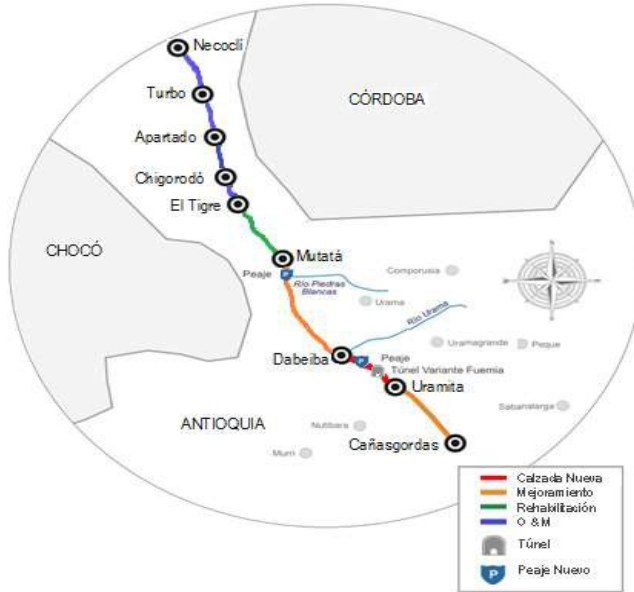 Necoclí
CÓRDOBA
Turbo
Apartado
Chigorodó
El Tigre
CHOCÓ
Mutatá
Peaje
Río Piedras
Blancas
Comporusia
Urama
Río Urama
Uramagrande
Peque
Dabeiba
Peaje
Túnel Variante Fuemia
Uramita
Sabanalarga
ANTIOQUIA
Nutibara
Cañasgordas
Murrí
Calzada Nueva
Mejoramiento
Rehabilitación
O & M
Túnel
Peaje Nuevo